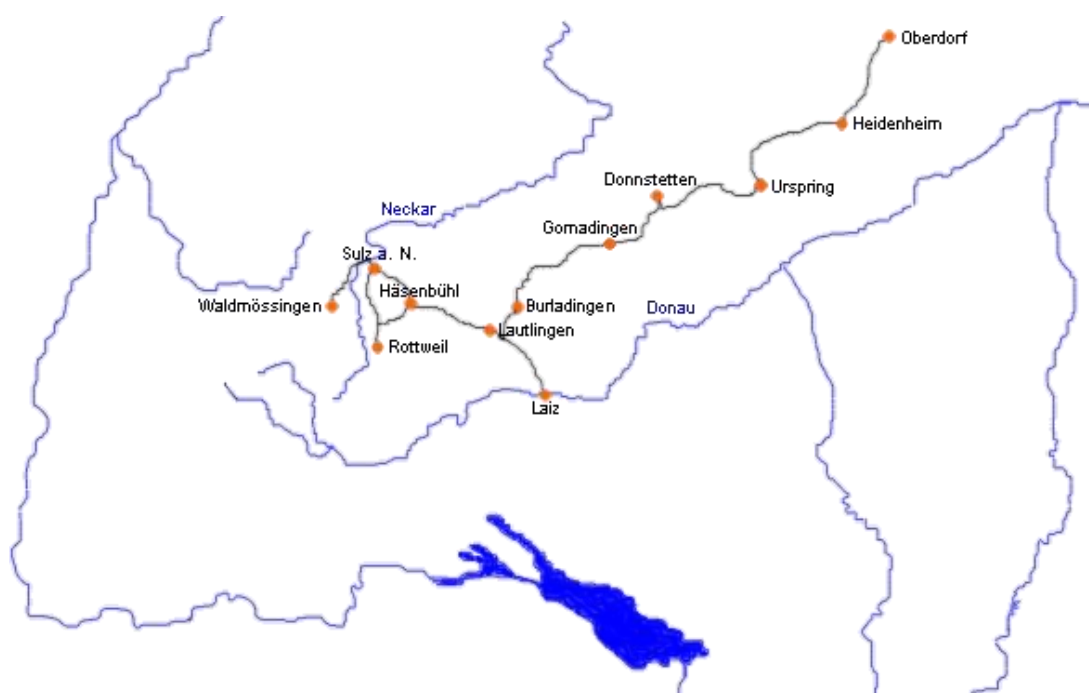 Oberdorf
Heidenheim
Donnstetten
Urspring
Neckar
Gomadingen
Sulz a. N.
Häsenbühl
Waldmössingen
Burladingen
Donau
Lautlingen
Rottweil
Laiz